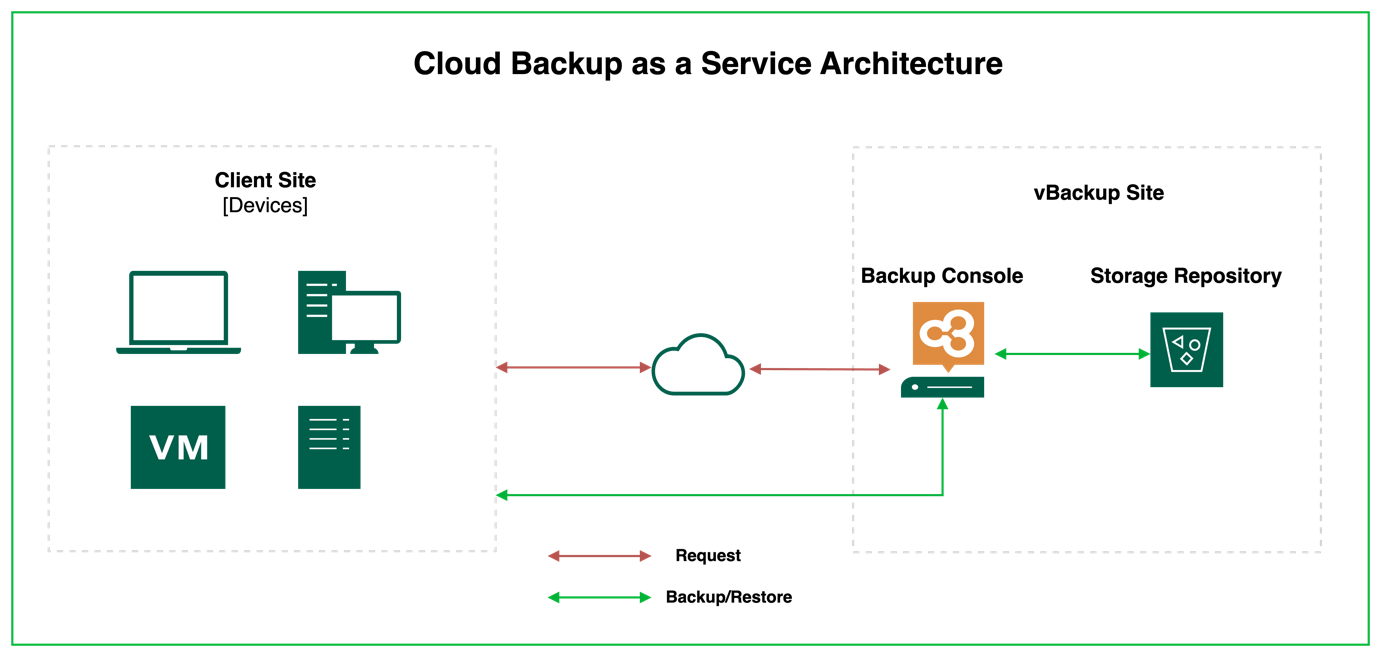 Cloud Backup as a Service Architecture
Client Site
[Devices]
vBackup Site
Backup Console
Storage Repository
VM
Request
Backup/Restore